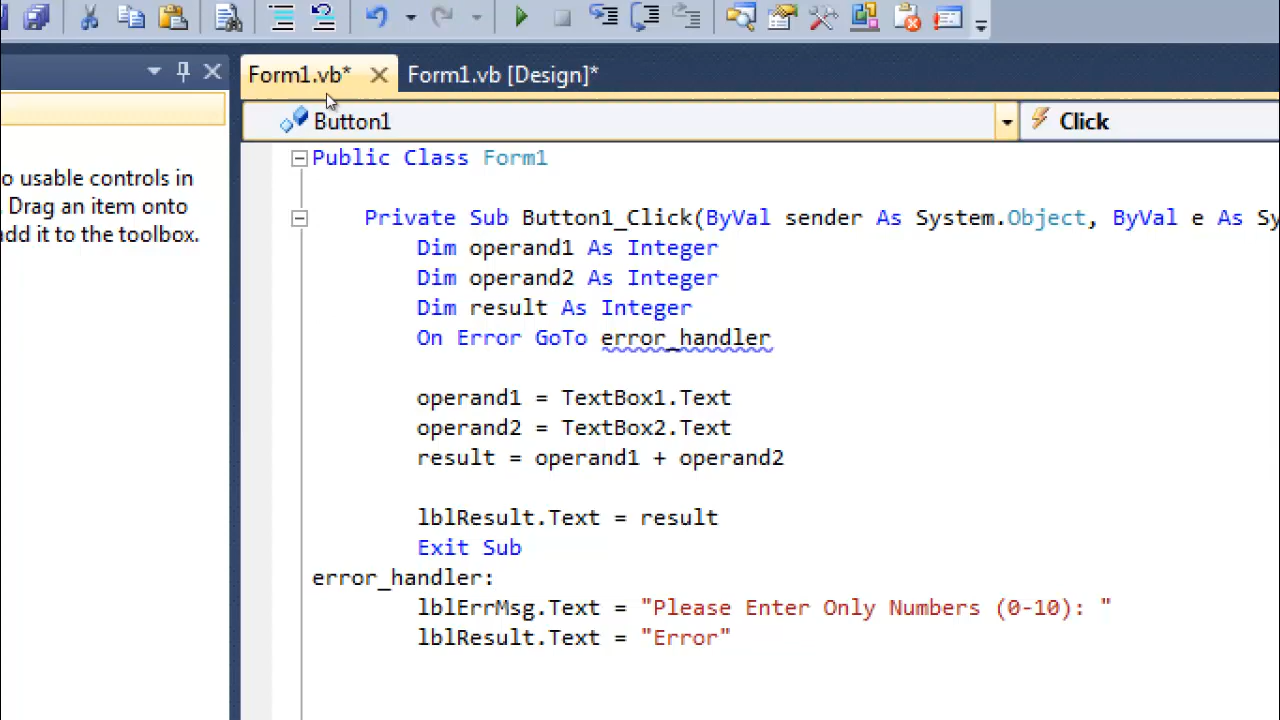 Form1.vb*
Form1.vb [Design]*
Button1
Click
o usable controls in
. Drag an item onto
add it to the toolbox.
Public Class Form1
Private Sub Button1_Click(ByVal sender As System.Object, ByVal e As Sy
Dim operand1 As Integer
Dim operand2 As Integer
Dim result As Integer
On Error GoTo error_handler
operand1 = TextBox1.Text
operand2 = TextBox2.Text
result = operand1 + operand2
lblResult.Text = result
Exit Sub
error_handler:
lblErrMsg.Text = "Please Enter Only Numbers (0-10): "
lblResult.Text = "Error"